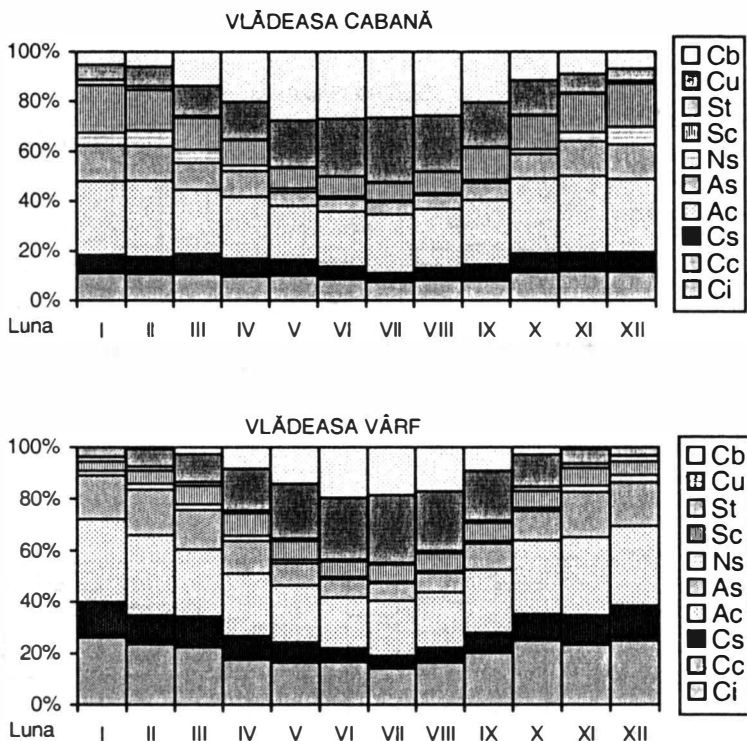 VLĂDEASA CABANĂ
100%
80%
60%
40%
20%
0%
Luna I II III IV V VI VII VIII IX X XI XII
Cb
Cu
St
Sc
Ns
As
Ac
Cs
Cc
Ci
VLĂDEASA VÂRF
100%
80%
60%
40%
20%
0%
Luna I II III IV V VI VII VIII IX X XI XII
Cb
Cu
St
Sc
Ns
As
Ac
Cs
Cc
Ci